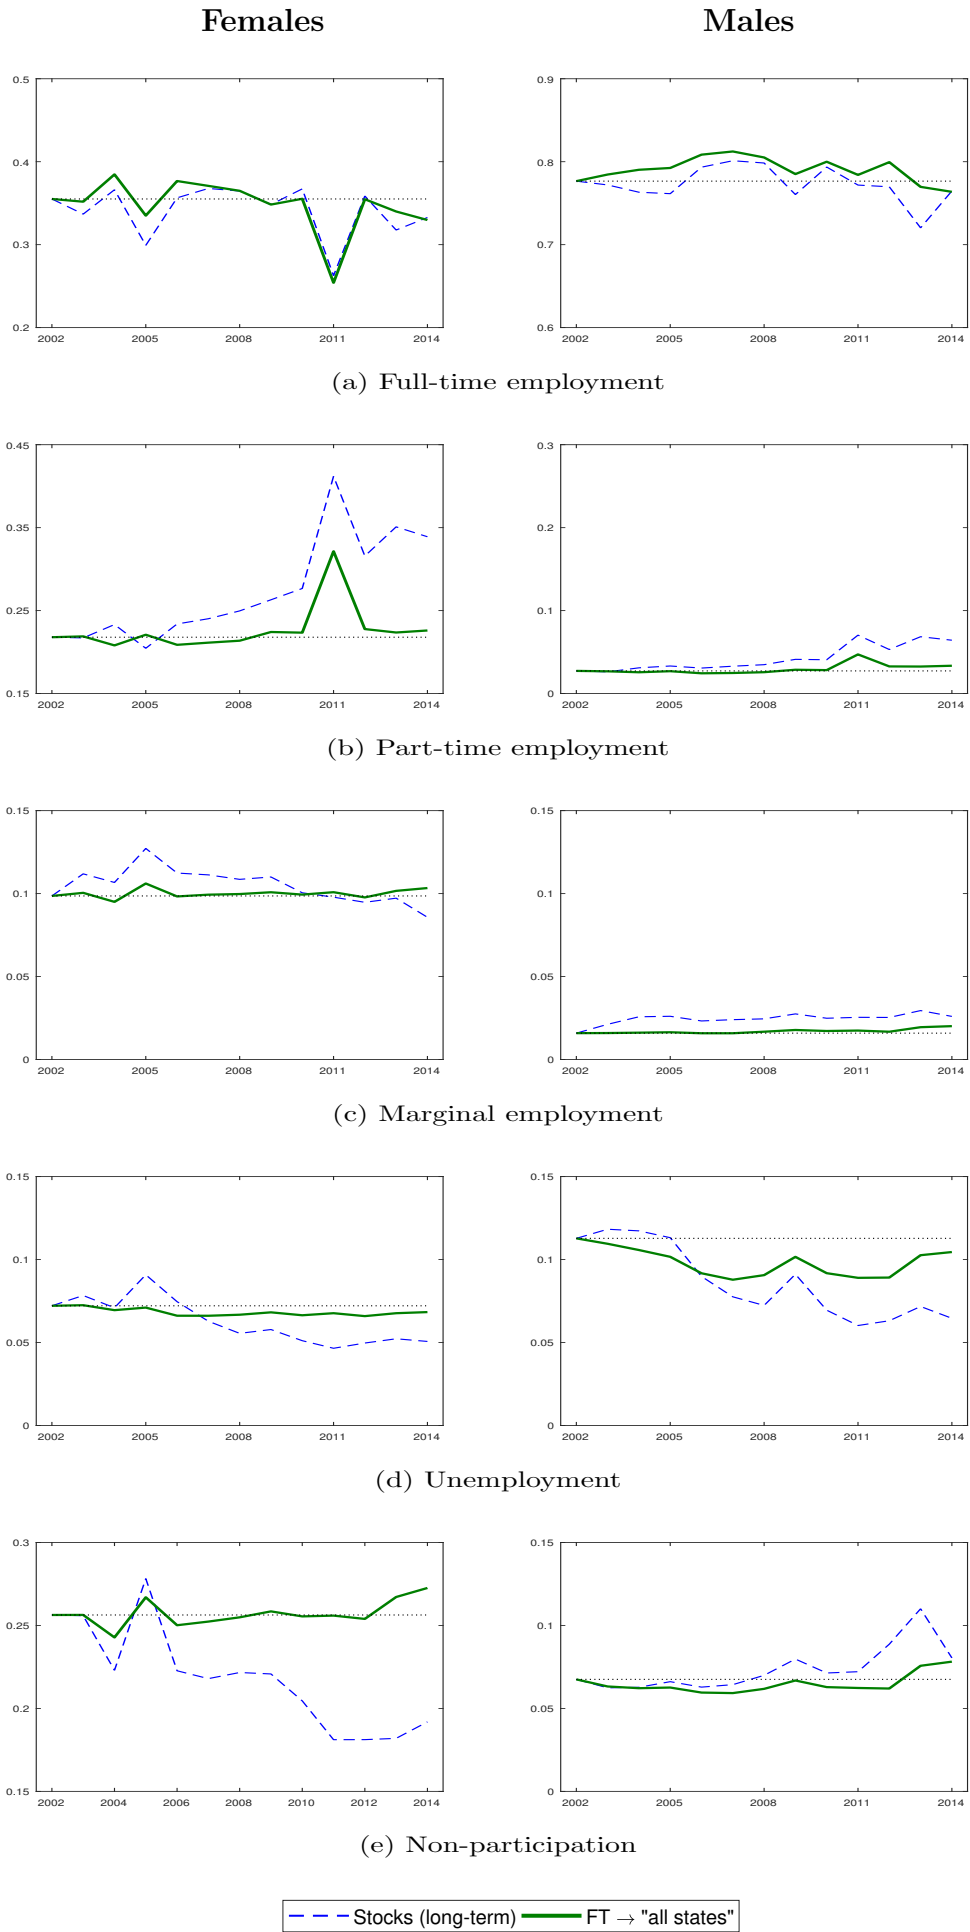 Females Males
0.5
0.4
0.3
0.2
2002 2005 2008 2011 2014
0.9
0.8
0.7
0.6
2002 2005 2008 2011 2014
(a) Full-time employment
0.45
0.35
0.25
0.15
2002 2005 2008 2011 2014
0.3
0.2
0.1
0
2002 2005 2008 2011 2014
(b) Part-time employment
0.15
0.1
0.05
0
2002 2005 2008 2011 2014
0.15
0.1
0.05
0
2002 2005 2008 2011 2014
(c) Marginal employment
0.15
0.1
0.05
0
2002 2005 2008 2011 2014
0.15
0.1
0.05
0
2002 2005 2008 2011 2014
(d) Unemployment
0.3
0.25
0.2
0.15
2002 2004 2006 2008 2010 2012 2014
0.15
0.1
0.05
0
2002 2005 2008 2011 2014
(e) Non-participation
Stocks (long-term) FT → "all states"